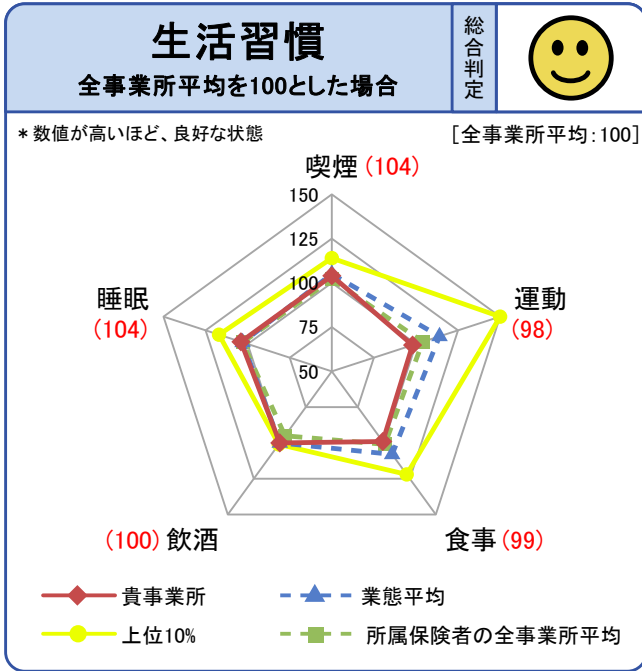 生活習慣
全事業所平均を100とした場合
総合判定
*数値が高いほど、良好な状態
[全事業所平均:100]
喫煙(104)
150
125
100
75
50
運動
(98)
食事(99)
(100)飲酒
睡眠
(104)
貴事業所
業態平均
上位10%
所属保険者の全事業所平均